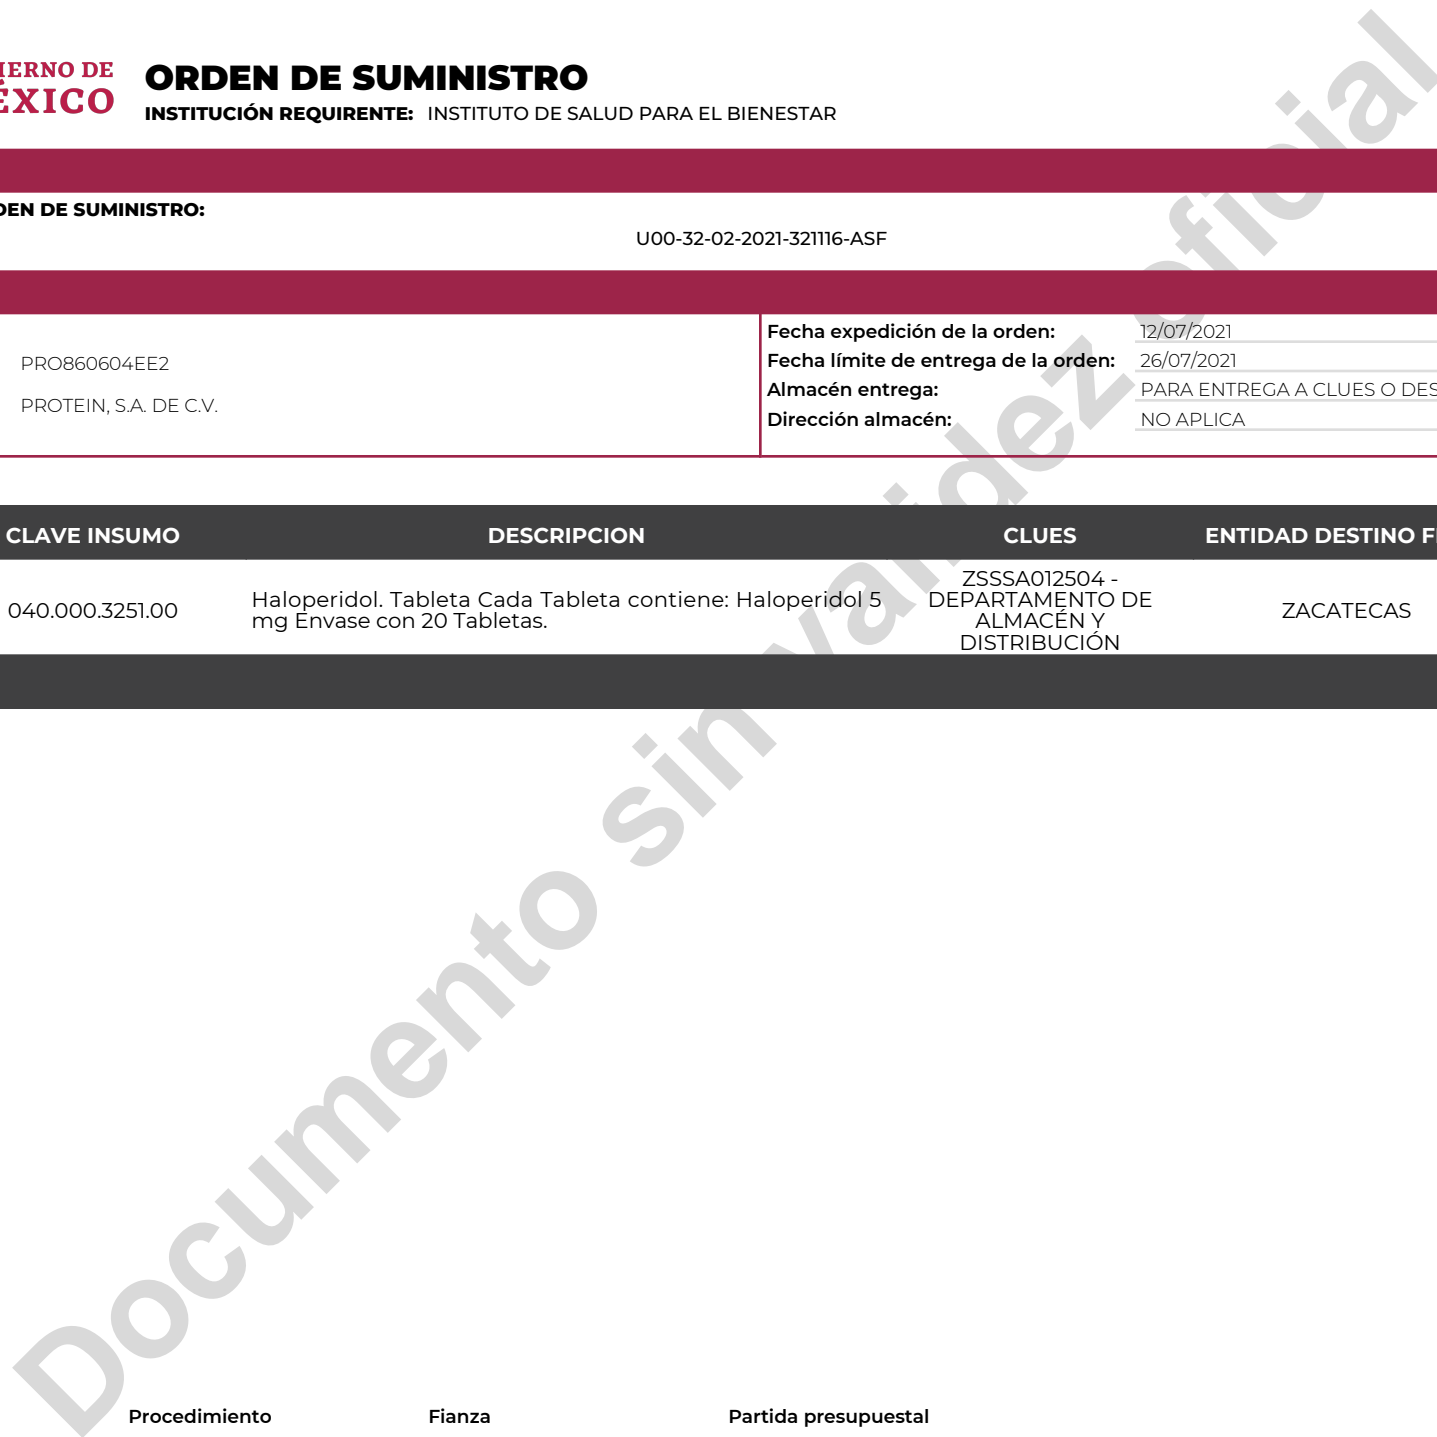 IERNO DE
ÉXICO
ORDEN DE SUMINISTRO
INSTITUCIÓN REQUIRENTE: INSTITUTO DE SALUD PARA EL BIENESTAR
DEN DE SUMINISTRO:
U00-32-02-2021-321116-ASF
PRO860604EE2
PROTEIN, S.A. DE C.V.
Fecha expedición de la orden: 12/07/2021
Fecha límite de entrega de la orden: 26/07/2021
Almacén entrega: PARA ENTREGA A CLUES O DES
Dirección almacén: NO APLICA
CLAVE INSUMO DESCRIPCION CLUES ENTIDAD DESTINO F
040.000.3251.00
Haloperidol. Tableta Cada Tableta contiene: Haloperidol 5
mg Envase con 20 Tabletas.
ZSSSA012504 -
DEPARTAMENTO DE
ALMACÉN Y
DISTRIBUCIÓN
ZACATECAS
Documento sin validez oficial
Procedimiento Fianza Partida presupuestal